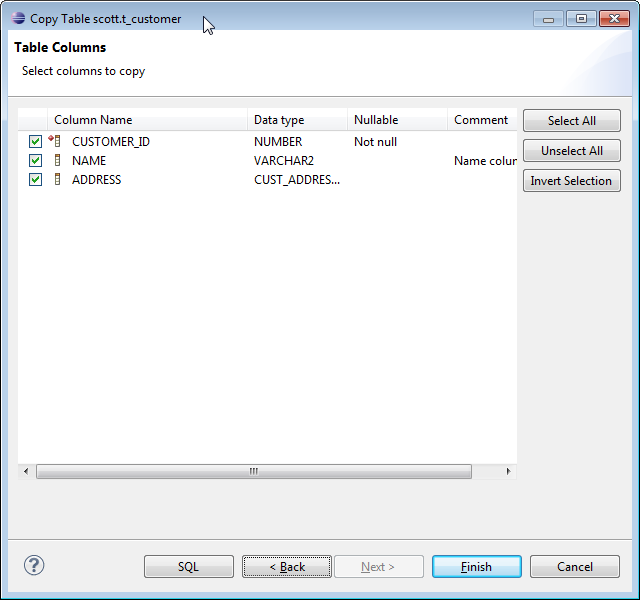 Copy Table scott.t_customer
Table Columns
Select columns to copy
Column Name Data type Nullable Comment
CUSTOMER_ID NUMBER Not null
NAME VARCHAR2 Name colum
ADDRESS CUST_ADDRES...
Select All
Unselect All
Invert Selection
? SQL < Back Next > Finish Cancel